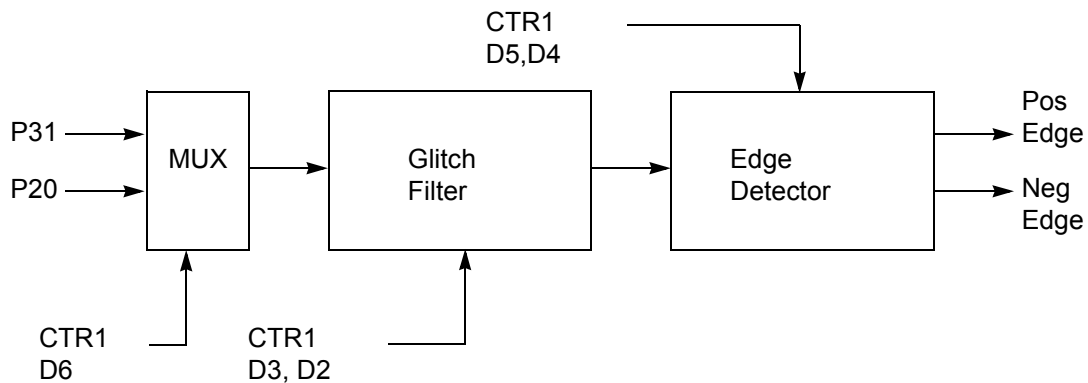 CTR1
D5,D4
P31
P20
MUX
Glitch
Filter
Edge
Detector
Pos
Edge
Neg
Edge
CTR1
D6
CTR1
D3, D2